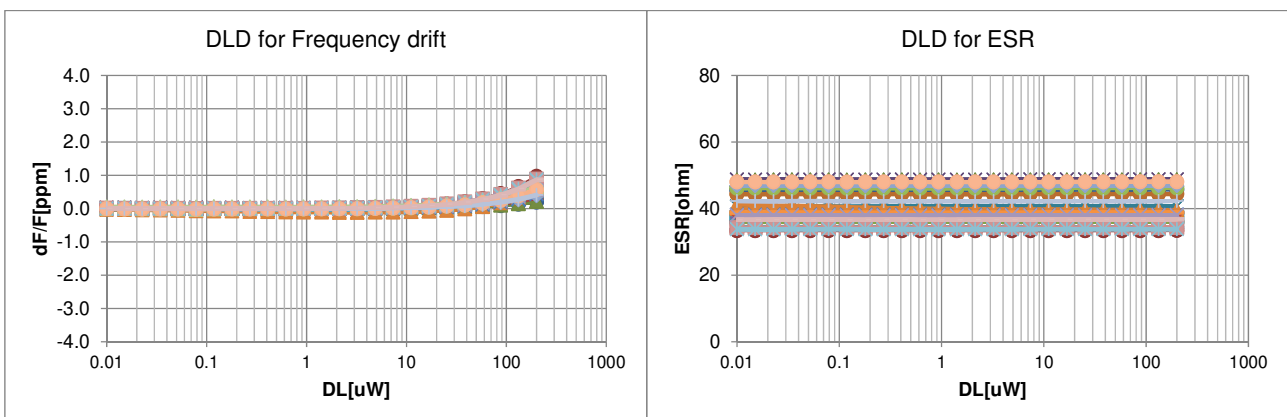 DLD for Frequency drift
4.0
3.0
2.0
1.0
0.0
-1.0
-2.0
-3.0
-4.0
dF/F[ppm]
0.01 0.1 1 10 100 1000
DL[uW]
DLD for ESR
80
60
40
20
0
ESR[ohm]
0.01 0.1 1 10 100 1000
DL[uW]